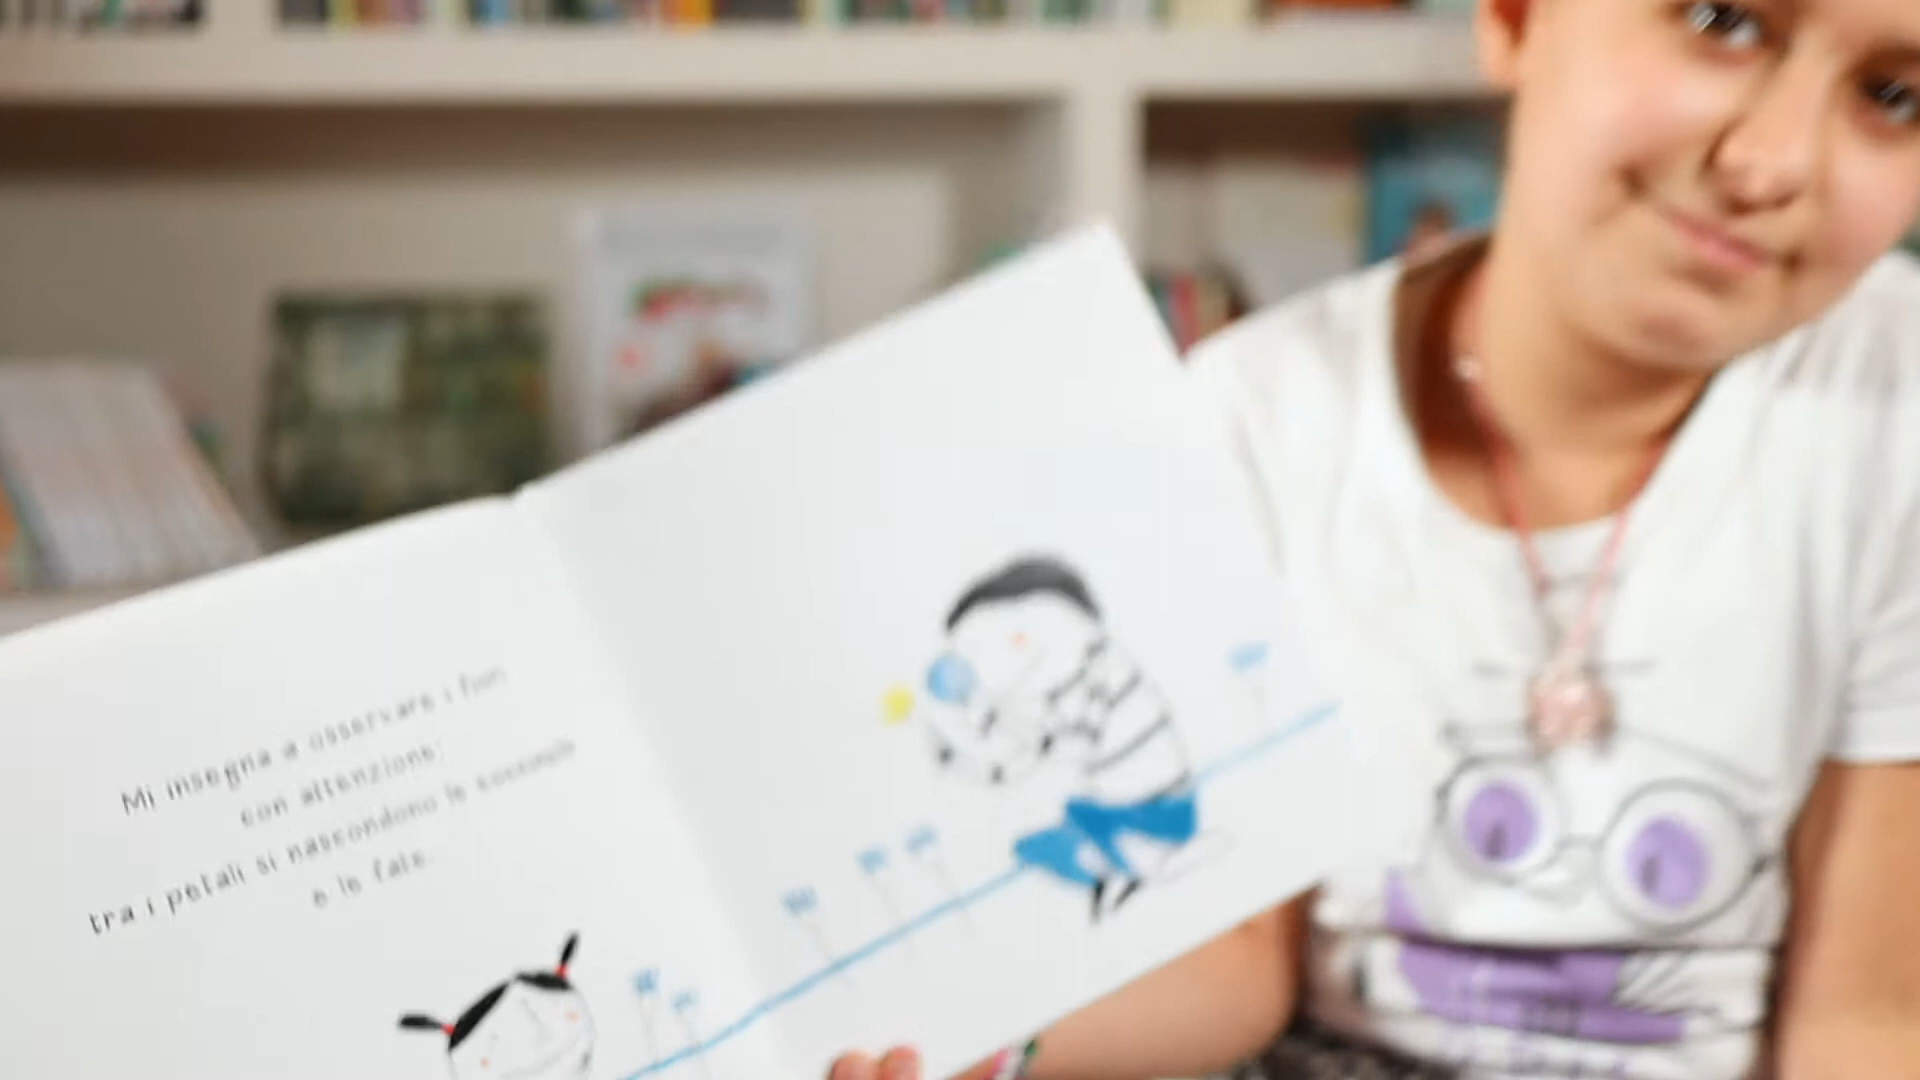 Mi insegna a osservare i fiori
con attenzione:
tra i petali si nascondono le coccinelle
e le fate.